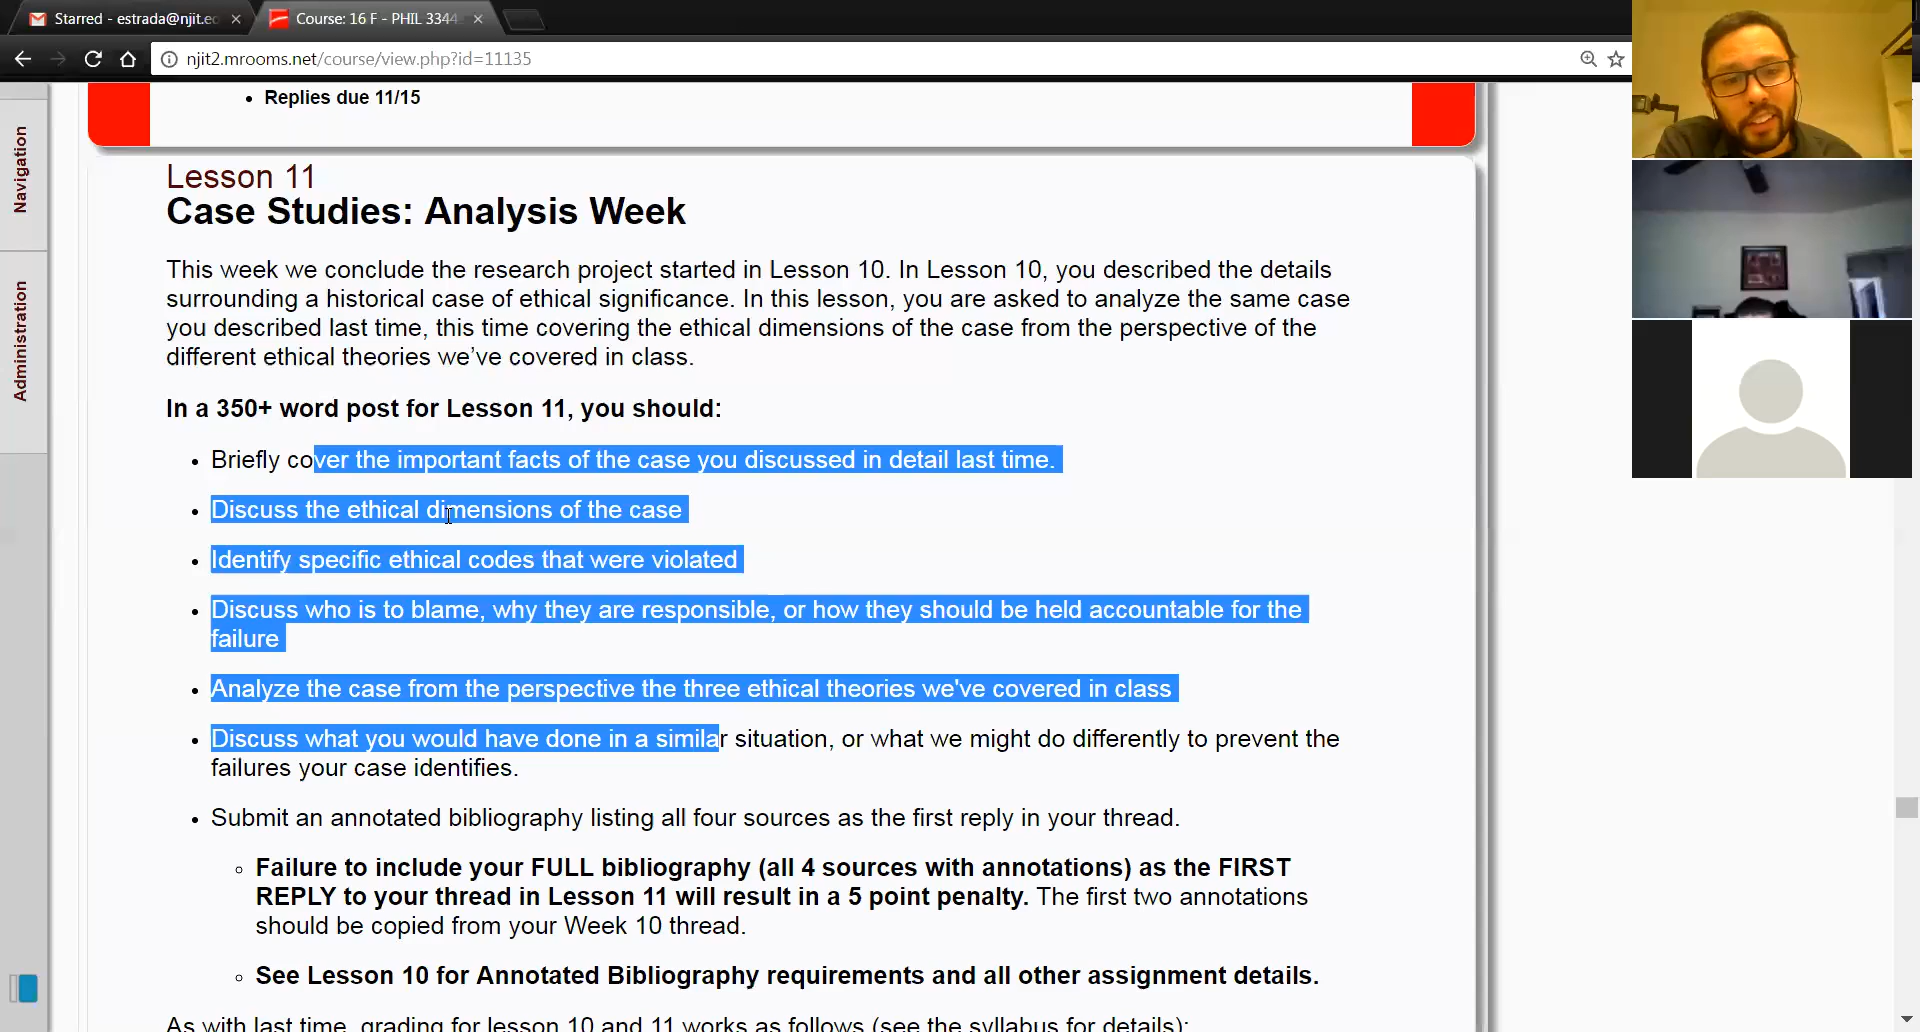 Starred - estrada@njit.ec
Course: 16 F - PHIL 3344
njit2.mrooms.net/course/view.php?id=11135
Navigation
Administration
• Replies due 11/15
Lesson 11
Case Studies: Analysis Week
This week we conclude the research project started in Lesson 10. In Lesson 10, you described the details
surrounding a historical case of ethical significance. In this lesson, you are asked to analyze the same case
you described last time, this time covering the ethical dimensions of the case from the perspective of the
different ethical theories we’ve covered in class.
In a 350+ word post for Lesson 11, you should:
• Briefly cover the important facts of the case you discussed in detail last time.
• Discuss the ethical dimensions of the case
• Identify specific ethical codes that were violated
• Discuss who is to blame, why they are responsible, or how they should be held accountable for the
failure
• Analyze the case from the perspective the three ethical theories we've covered in class
• Discuss what you would have done in a similar situation, or what we might do differently to prevent the
failures your case identifies.
• Submit an annotated bibliography listing all four sources as the first reply in your thread.
◦ Failure to include your FULL bibliography (all 4 sources with annotations) as the FIRST
REPLY to your thread in Lesson 11 will result in a 5 point penalty. The first two annotations
should be copied from your Week 10 thread.
◦ See Lesson 10 for Annotated Bibliography requirements and all other assignment details.
As with last time, grading for lesson 10 and 11 works as follows (see the syllabus for details):